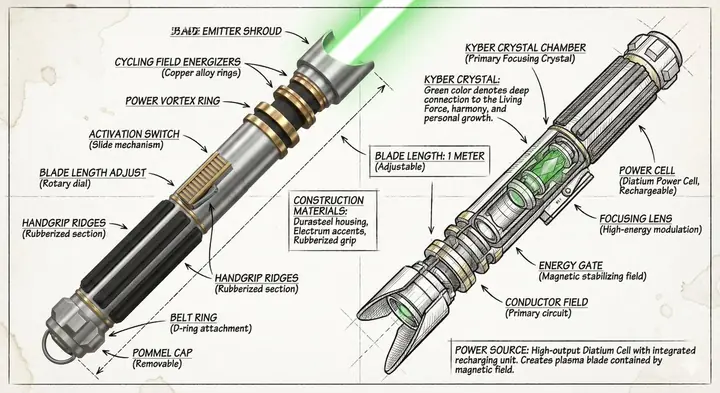 EMITTER SHROUD
CYCLING FIELD ENERGIZERS
(Copper alloy rings)
POWER VORTEX RING
ACTIVATION SWITCH
(Slide mechanism)
BLADE LENGTH ADJUST
(Rotary dial)
HANDGRIP RIDGES
(Rubberized section)
HANDGRIP RIDGES
(Rubberized section)
BELT RING
(D-ring attachment)
POMMEL CAP
(Removable)
BLADE LENGTH: 1 METER
(Adjustable)
CONSTRUCTION
MATERIALS:
Durasteel housing,
Electrum accents,
Rubberized grip
KYBER CRYSTAL CHAMBER
(Primary Focusing Crystal)
KYBER CRYSTAL:
Green color denotes deep
connection to the Living
Force, harmony, and
personal growth.
POWER CELL
(Diatium Power Cell,
Rechargeable)
FOCUSING LENS
(High-energy modulation)
ENERGY GATE
(Magnetic stabilizing field)
CONDUCTOR FIELD
(Primary circuit)
POWER SOURCE: High-output Diatium Cell with integrated
recharging unit. Creates plasma blade contained by
magnetic field.